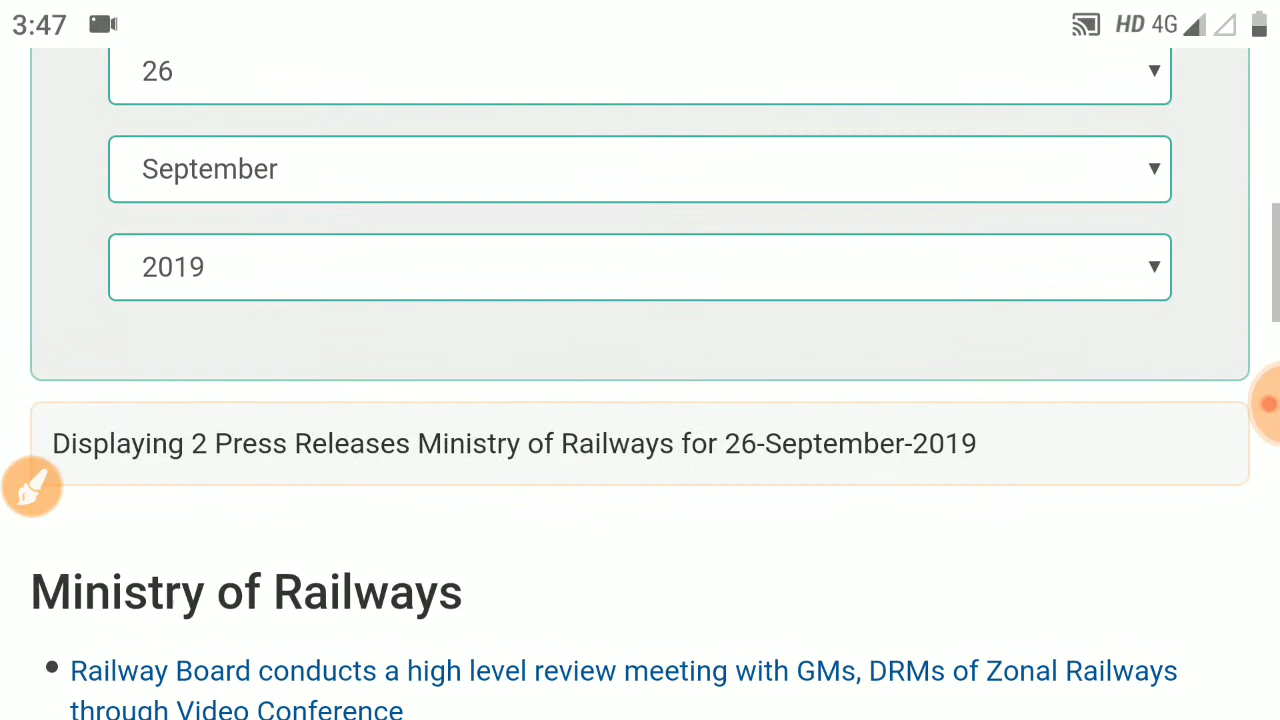 3:47 HD 4G
26
September
2019
Displaying 2 Press Releases Ministry of Railways for 26-September-2019
Ministry of Railways
Railway Board conducts a high level review meeting with GMs, DRMs of Zonal Railways
through Video Conference